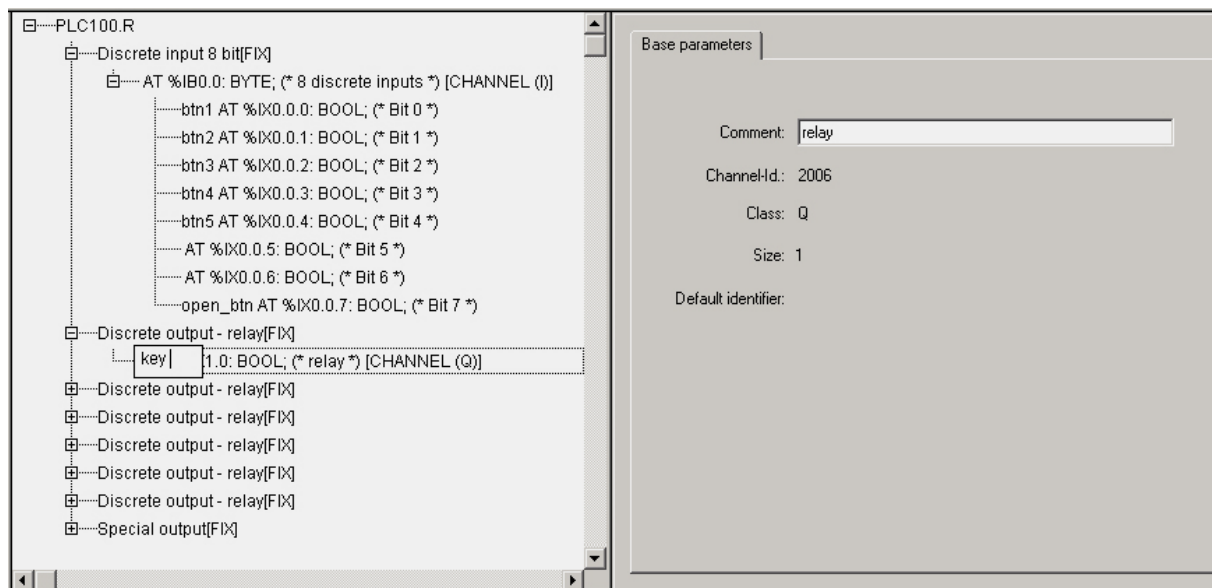 PLC100.R
Discrete input 8 bit[FIX]
AT %IB0.0: BYTE; (* 8 discrete inputs *) [CHANNEL (I)]
btn1 AT %IX0.0.0: BOOL; (* Bit 0 *)
btn2 AT %IX0.0.1: BOOL; (* Bit 1 *)
btn3 AT %IX0.0.2: BOOL; (* Bit 2 *)
btn4 AT %IX0.0.3: BOOL; (* Bit 3 *)
btn5 AT %IX0.0.4: BOOL; (* Bit 4 *)
AT %IX0.0.5: BOOL; (* Bit 5 *)
AT %IX0.0.6: BOOL; (* Bit 6 *)
open_btn AT %IX0.0.7: BOOL; (* Bit 7 *)
Discrete output - relay[FIX]
key 1.0: BOOL; (* relay *) [CHANNEL (Q)]
Discrete output - relay[FIX]
Discrete output - relay[FIX]
Discrete output - relay[FIX]
Discrete output - relay[FIX]
Discrete output - relay[FIX]
Special output[FIX]
Base parameters
Comment: relay
Channel-Id.: 2006
Class: Q
Size: 1
Default identifier: